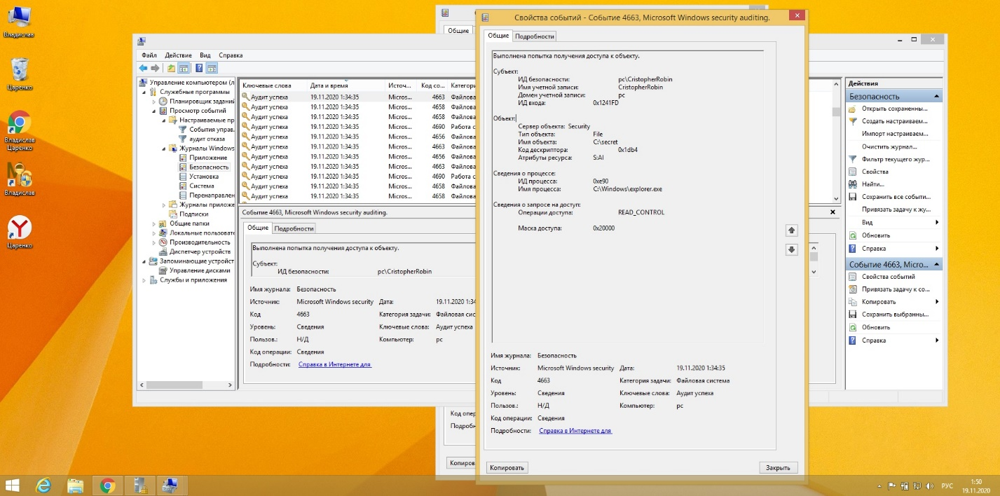 Владислав
Царенко
Владислав
Царенко
Владислав
Царенко
Файл Действие Вид Справка
Управление компьютером (л
Служебные программы
Планировщик заданий
Просмотр событий
Настраиваемые пр
События управ.
аудит отказа
Журналы Windows
Приложение
Безопасность
Установка
Система
Перенаправлен
Журналы приложе
Подписки
Общие папки
Локальные пользовате
Производительность
Диспетчер устройств
Запоминающие устройст
Управление дисками
Службы и приложения
Ключевые слова Дата и время Источ... Код со... Категори
Аудит успеха 19.11.2020 1:34:35 Micros... 4663 Файлова
Аудит успеха 19.11.2020 1:34:35 Micros... 4658 Файлова
Аудит успеха 19.11.2020 1:34:35 Micros... 4658 Файлова
Аудит успеха 19.11.2020 1:34:35 Micros... 4690 Работа с
Аудит успеха 19.11.2020 1:34:35 Micros... 4656 Файлова
Аудит успеха 19.11.2020 1:34:35 Micros... 4663 Файлова
Аудит успеха 19.11.2020 1:34:35 Micros... 4656 Файлова
Аудит успеха 19.11.2020 1:34:35 Micros... 4663 Файлова
Аудит успеха 19.11.2020 1:34:35 Micros... 4690 Работа с
Аудит успеха 19.11.2020 1:34:35 Micros... 4658 Файлова
Аудит успеха 19.11.2020 1:34:35 Micros... 4658 Файлова
Событие 4663, Microsoft Windows security auditing.
Общие Подробности
Выполнена попытка получения доступа к объекту.
Субъект:
ИД безопасности: pc\CristopherRobin
Имя журнала: Безопасность
Источник: Microsoft Windows security Дата: 19.11.2020 1:34
Код 4663 Категория задачи: Файловая сис
Уровень: Сведения Ключевые слова: Аудит успеха
Пользов.: Н/Д Компьютер: pc
Код операции: Сведения
Подробности: Справка в Интернете для
Общие
Код опер
Подробн
Копиров
Свойства событий - Событие 4663, Microsoft Windows security auditing.
Общие Подробности
Выполнена попытка получения доступа к объекту.
Субъект:
ИД безопасности: pc\CristopherRobin
Имя учетной записи: CristopherRobin
Домен учетной записи: pc
ИД входа: 0x1241FD
Объект:
Сервер объекта: Security
Тип объекта: File
Имя объекта: C:\secret
Код дескриптора: 0x1db4
Атрибуты ресурса: S:AI
Сведения о процессе:
ИД процесса: 0xe90
Имя процесса: C:\Windows\explorer.exe
Сведения о запросе на доступ:
Операции доступа: READ_CONTROL
Маска доступа: 0x20000
Имя журнала: Безопасность
Источник: Microsoft Windows security Дата: 19.11.2020 1:34:35
Код 4663 Категория задачи: Файловая система
Уровень: Сведения Ключевые слова: Аудит успеха
Пользов.: Н/Д Компьютер: pc
Код операции: Сведения
Подробности: Справка в Интернете для
Копировать Закрыть
Действия
Безопасность
Открыть сохраненны...
Создать настраиваем...
Импорт настраиваем...
Очистить журнал...
Фильтр текущего жур...
Свойства
Найти...
Сохранить все событи...
Привязать задачу к жу...
Вид
Обновить
Справка
Событие 4663, Micro...
Свойства событий
Привязать задачу к со...
Копировать
Сохранить выбранны...
Обновить
Справка
РУС
1:50
19.11.2020